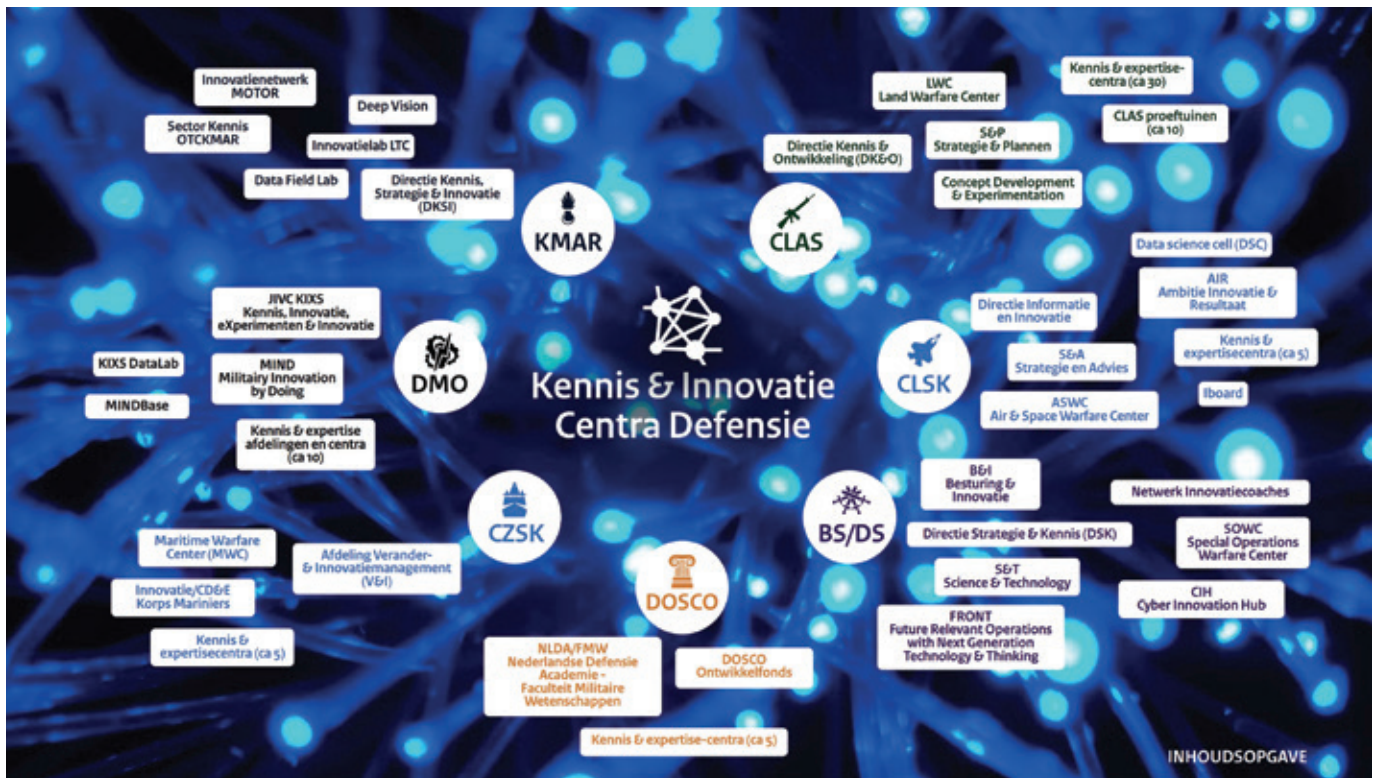 Innovatienetwerk
MOTOR
Deep Vision
Sector Kennis
OTCKMAR
Innovatielab LTC
Data Field Lab
Directie Kennis,
Strategie & Innovatie
(DKSI)
KMAR
LWC
Land Warfare Center
Kennis & expertise-
centra (ca 30)
CLAS proeftuinen
(ca 10)
Directie Kennis &
Ontwikkeling (DK&O)
S&P
Strategie & Plannen
Concept Development
& Experimentation
CLAS
Data science cell (DSC)
AIR
Ambitie Innovatie &
Resultaat
Directie Informatie
en Innovatie
Kennis &
expertisecentra (ca 5)
S&A
Strategie en Advies
Iboard
ASWC
Air & Space Warfare Center
CLSK
JIVC KIXS
Kennis, Innovatie,
eXperimenten & Innovatie
KIXS DataLab
MIND
Militairy Innovation
by Doing
MINDBase
Kennis & expertise
afdelingen en centra
(ca 10)
DMO
Kennis & Innovatie
Centra Defensie
CZSK
Maritime Warfare
Center (MWC)
Afdeling Verander-
& Innovatiemanagement
(V&I)
Innovatie/CD&E
Korps Mariniers
Kennis &
expertisecentra (ca 5)
DOSCO
NLDA/FMW
Nederlandse Defensie
Academie -
Faculteit Militaire
Wetenschappen
DOSCO
Ontwikkelfonds
Kennis & expertise-centra (ca 5)
BS/DS
B&I
Besturing &
Innovatie
Netwerk Innovatiecoaches
Directie Strategie & Kennis (DSK)
SOWC
Special Operations
Warfare Center
S&T
Science & Technology
CIH
Cyber Innovation Hub
FRONT
Future Relevant Operations
with Next Generation
Technology & Thinking
INHOUDSOPGAVE